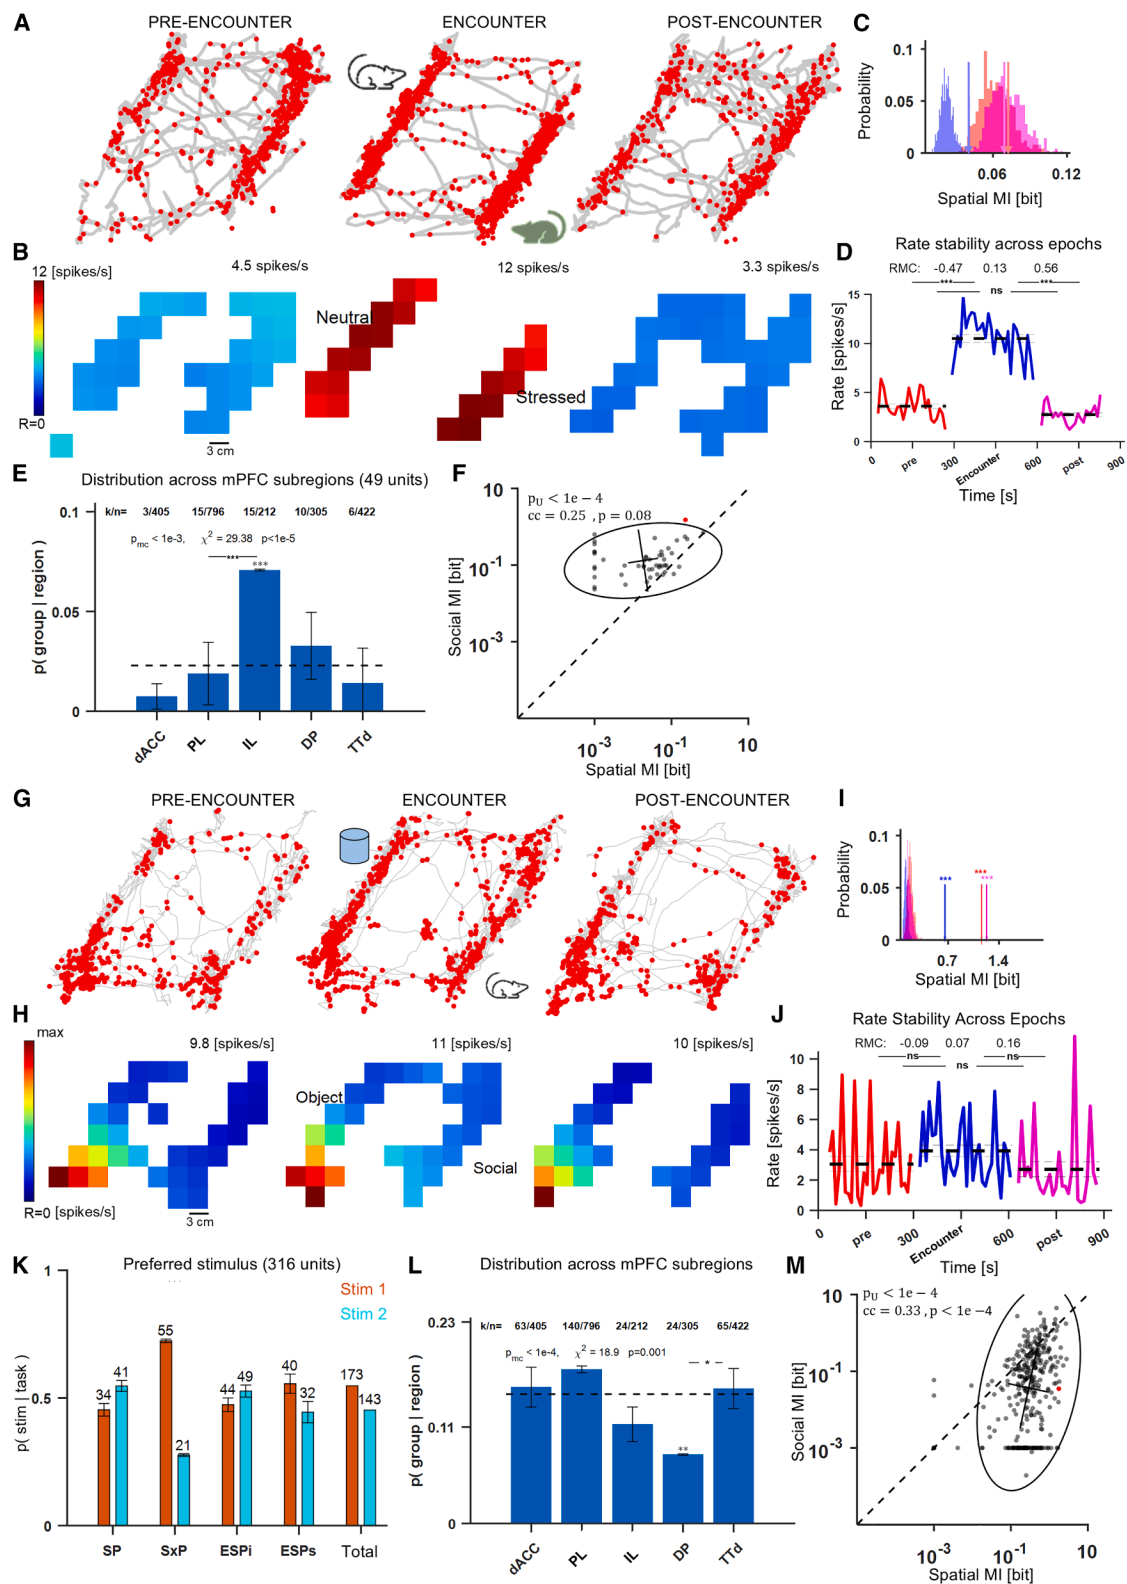 A
PRE-ENCOUNTER
ENCOUNTER
POST-ENCOUNTER
C
0.1
0.05
0
Probability
0.06
0.12
Spatial MI [bit]
B
12 [spikes/s]
4.5 spikes/s
12 spikes/s
3.3 spikes/s
Neutral
Stressed
R=0
3 cm
D
Rate stability across epochs
RMC: -0.47 0.13 0.56
*** ***
ns
15
10
5
0
Rate [spikes/s]
0 pre 300 Encounter 600 post 900
Time [s]
E
Distribution across mPFC subregions (49 units)
0.1
k/n= 3/405 15/796 15/212 10/305 6/422
pmc < 1e-3, χ² = 29.38 p<1e-5
***
***
0.05
0
p( group | region )
dACC PL IL DP TTd
F
10
pU < 1e − 4
cc = 0.25 , p = 0.08
10-1
10-3
Social MI [bit]
10-3 10-1 10
Spatial MI [bit]
G
PRE-ENCOUNTER
ENCOUNTER
POST-ENCOUNTER
I
0.1
0.05
0
Probability
***
***
***
0.7 1.4
Spatial MI [bit]
H
max
9.8 [spikes/s]
11 [spikes/s]
10 [spikes/s]
Object
Social
R=0 [spikes/s]
3 cm
J
Rate Stability Across Epochs
RMC: -0.09 0.07 0.16
ns ns
ns
10
8
6
4
2
0
Rate [spikes/s]
0 pre 300 Encounter 600 post 900
Time [s]
K
Preferred stimulus (316 units)
...
Stim 1
Stim 2
1
0.5
0
p( stim | task )
34 41 55 21 44 49 40 32 173 143
SP SxP ESPi ESPs Total
L
Distribution across mPFC subregions
0.23
k/n= 63/405 140/796 24/212 24/305 65/422
pmc < 1e-4, χ² = 18.9 p=0.001
*
**
0.11
0
p( group | region )
dACC PL IL DP TTd
M
10
pU < 1e − 4
cc = 0.33 , p < 1e −4
10-1
10-3
Social MI [bit]
10-3 10-1 10
Spatial MI [bit]